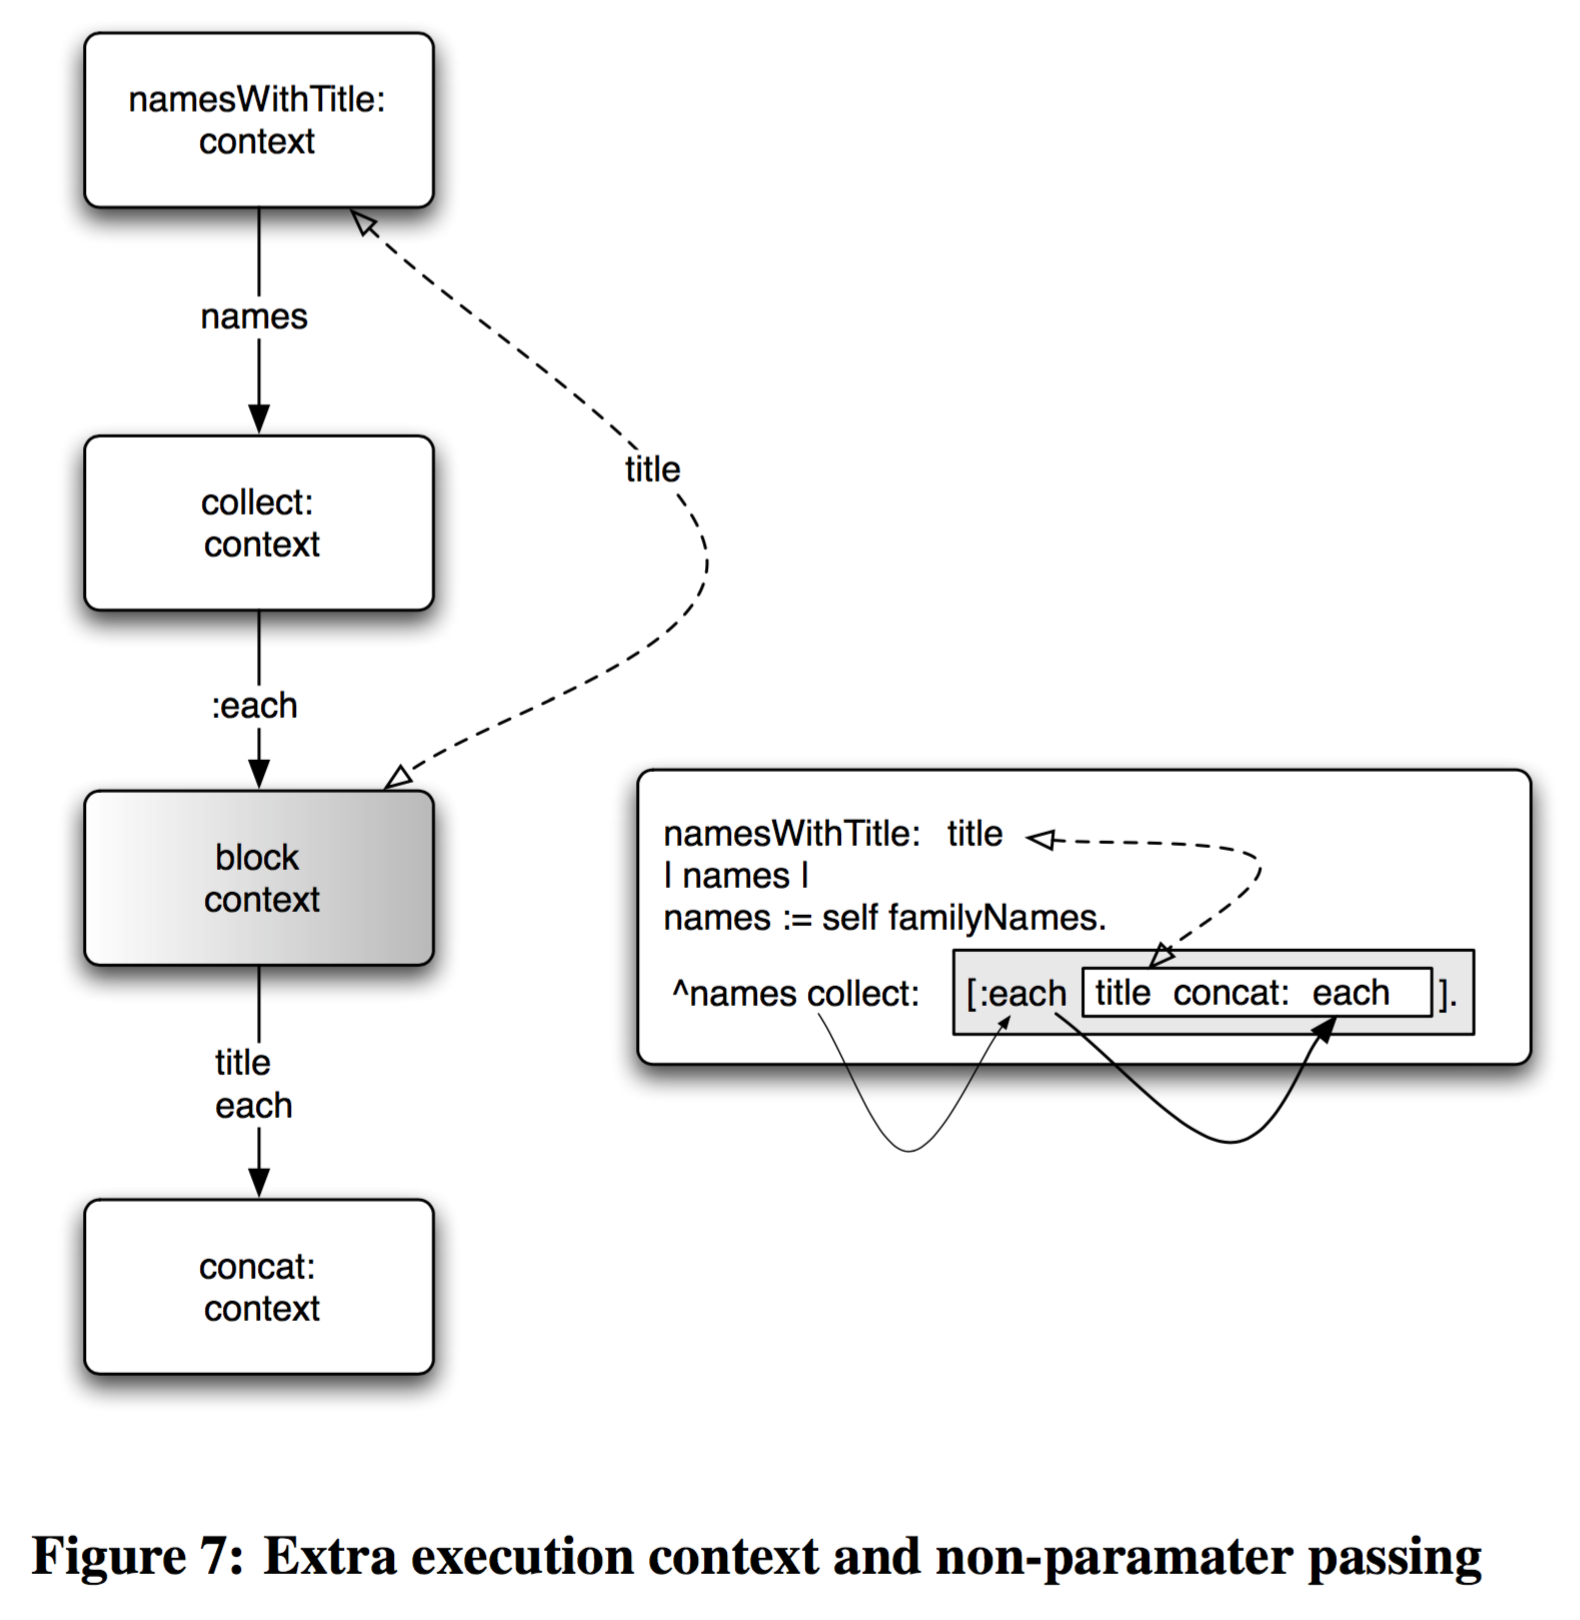 namesWithTitle:
context
names
title
collect:
context
:each
block
context
title
each
concat:
context
namesWithTitle: title
| names |
names := self familyNames.
^names collect: [:each title concat: each ].
Figure 7: Extra execution context and non-paramater passing